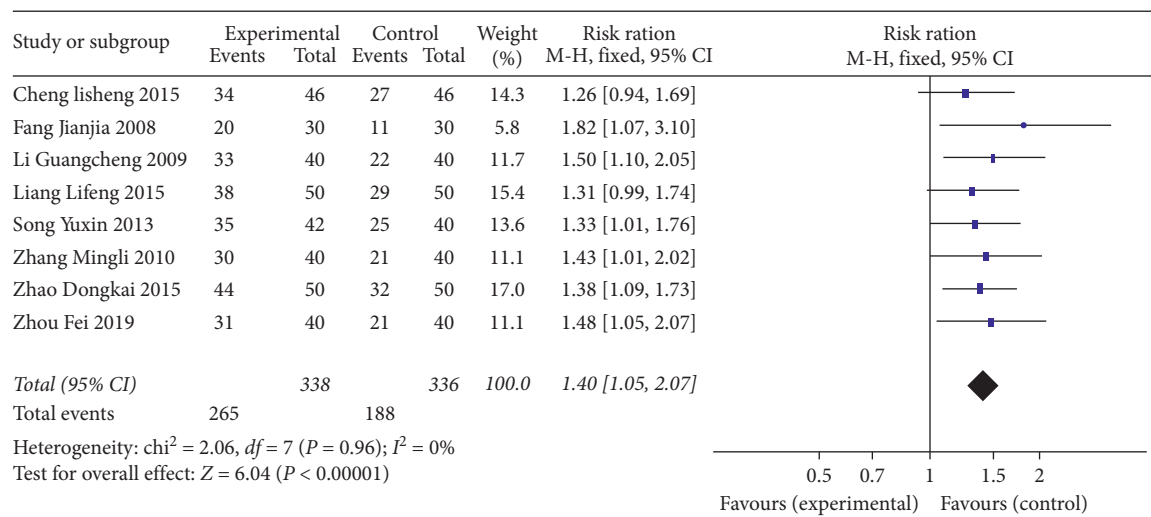 Study or subgroup Experimental Control Weight Risk ration Risk ration
Events Total Events Total (%) M-H, fixed, 95% CI M-H, fixed, 95% CI
Cheng lisheng 2015 34 46 27 46 14.3 1.26 [0.94, 1.69]
Fang Jianjia 2008 20 30 11 30 5.8 1.82 [1.07, 3.10]
Li Guangcheng 2009 33 40 22 40 11.7 1.50 [1.10, 2.05]
Liang Lifeng 2015 38 50 29 50 15.4 1.31 [0.99, 1.74]
Song Yuxin 2013 35 42 25 40 13.6 1.33 [1.01, 1.76]
Zhang Mingli 2010 30 40 21 40 11.1 1.43 [1.01, 2.02]
Zhao Dongkai 2015 44 50 32 50 17.0 1.38 [1.09, 1.73]
Zhou Fei 2019 31 40 21 40 11.1 1.48 [1.05, 2.07]
Total (95% CI) 338 336 100.0 1.40 [1.05, 2.07]
Total events 265 188
Heterogeneity: chi² = 2.06, df = 7 (P = 0.96); I² = 0%
Test for overall effect: Z = 6.04 (P < 0.00001)
0.5 0.7 1 1.5 2
Favours (experimental) Favours (control)